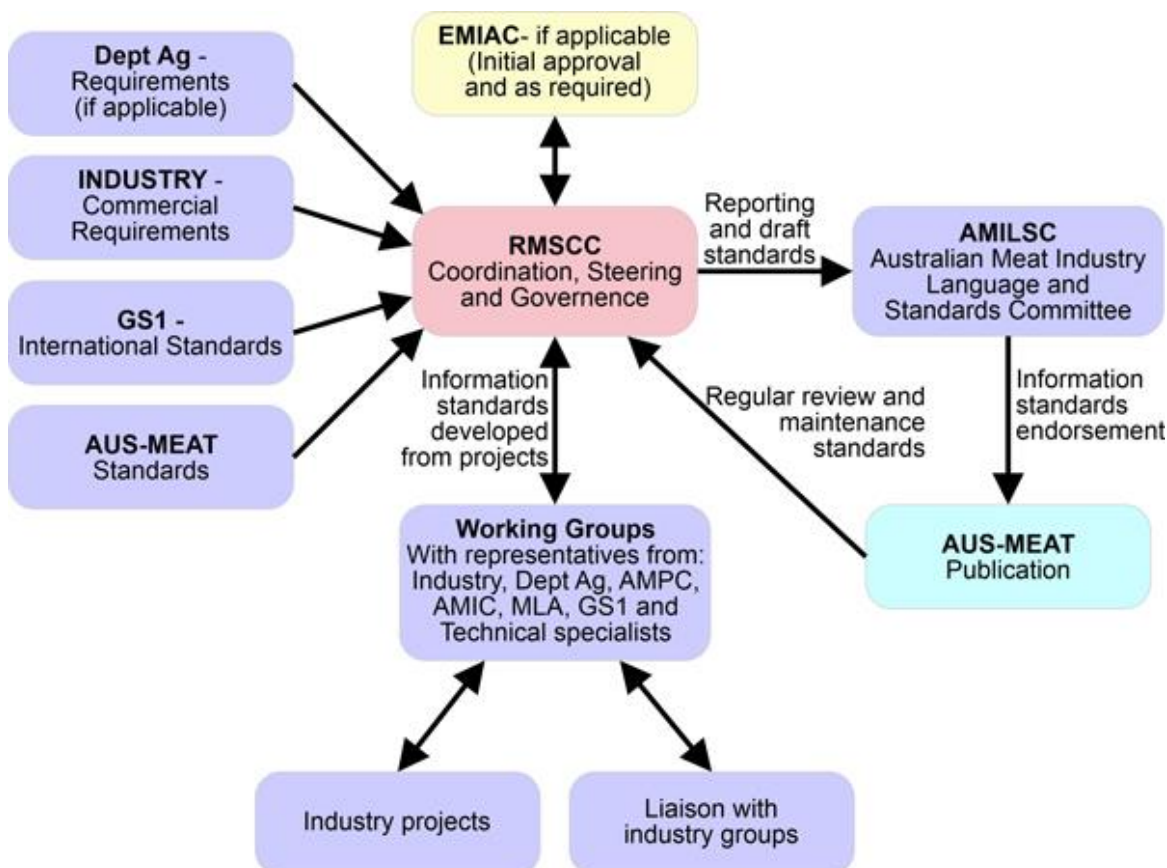 Dept Ag -
Requirements
(if applicable)
EMIAC- if applicable
(Initial approval
and as required)
INDUSTRY -
Commercial
Requirements
RMSCC
Coordination, Steering
and Governence
Reporting
and draft
standards
AMILSC
Australian Meat Industry
Language and
Standards Committee
GS1 -
International Standards
AUS-MEAT
Standards
Information
standards
developed
from projects
Regular review and
maintenance
standards
Information
standards
endorsement
Working Groups
With representatives from:
Industry, Dept Ag, AMPC,
AMIC, MLA, GS1 and
Technical specialists
AUS-MEAT
Publication
Industry projects
Liaison with
industry groups